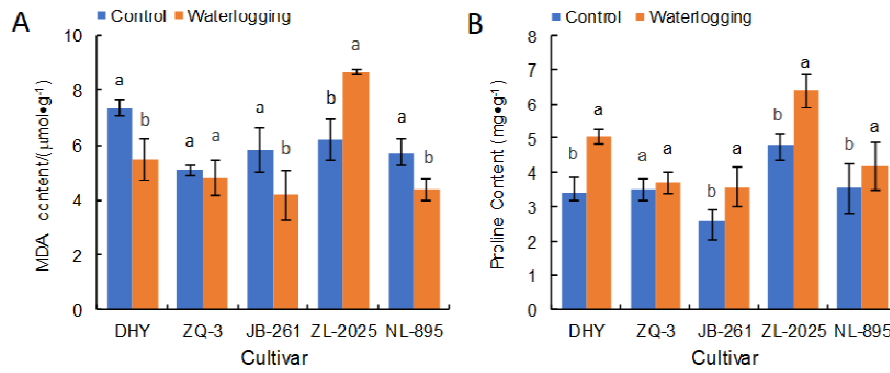 A
Control Waterlogging
MDA content/(μmol•g-1)
10
8
6
4
2
0
a
b
a
a
a
b
b
a
a
b
DHY ZQ-3 JB-261 ZL-2025 NL-895
Cultivar
B
Control Waterlogging
Proline Content (mg•g-1)
8
7
6
5
4
3
2
1
0
b
a
a
a
b
a
b
a
b
a
DHY ZQ-3 JB-261 ZL-2025 NL-895
Cultivar